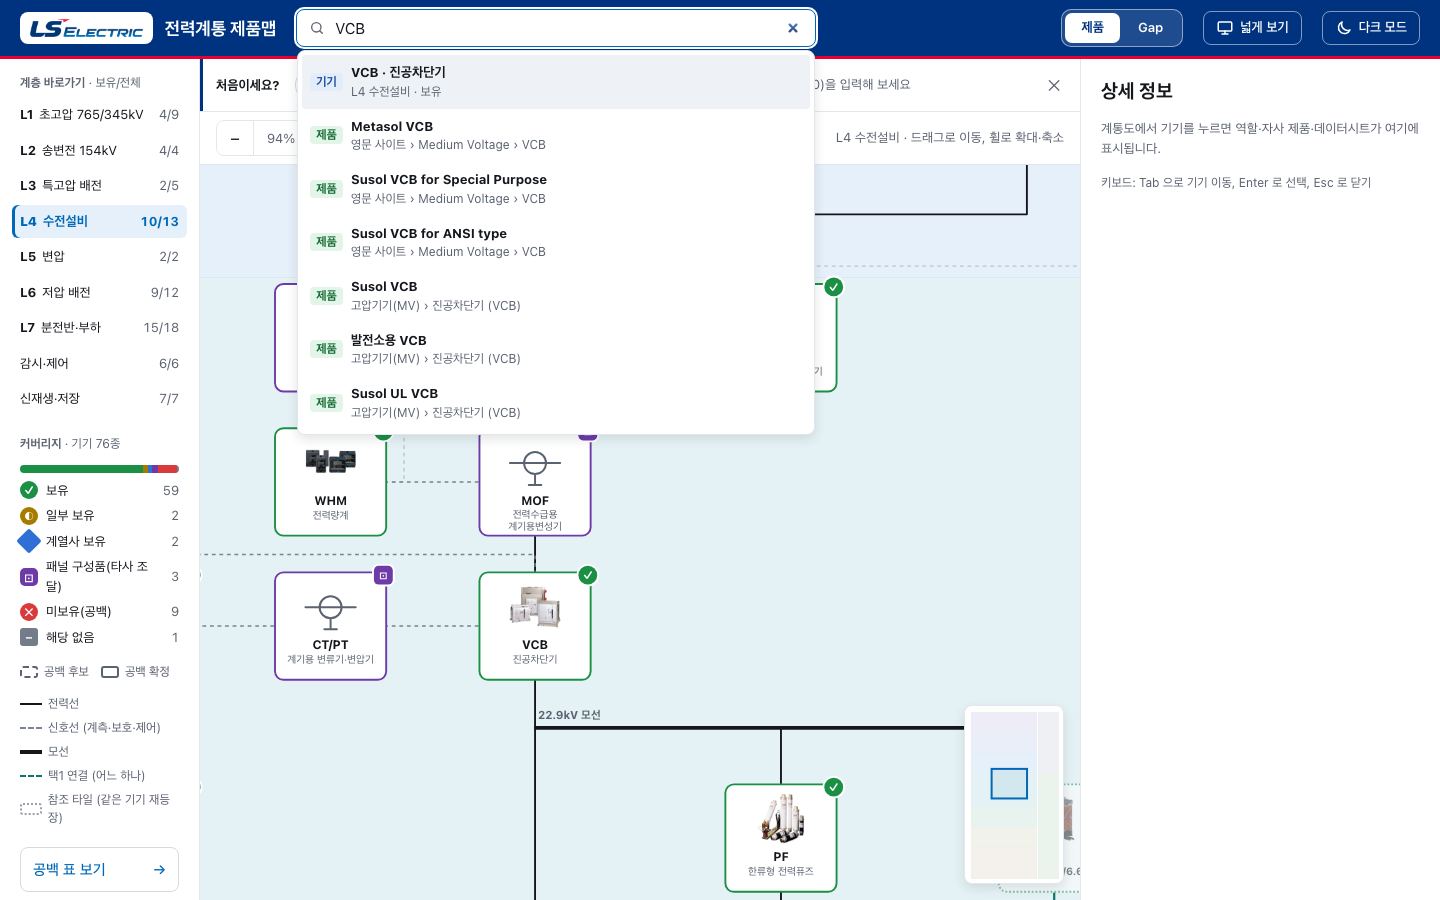 LS ELECTRIC
전력계통 제품맵
VCB
제품
Gap
넓게 보기
다크 모드
계층 바로가기 · 보유/전체
L1 초고압 765/345kV 4/9
L2 송변전 154kV 4/4
L3 특고압 배전 2/5
L4 수전설비 10/13
L5 변압 2/2
L6 저압 배전 9/12
L7 분전반·부하 15/18
감시·제어 6/6
신재생·저장 7/7
커버리지 · 기기 76종
보유 59
일부 보유 2
계열사 보유 2
패널 구성품(타사 조
달) 3
미보유(공백) 9
해당 없음 1
공백 후보
공백 확정
전력선
신호선 (계측·보호·제어)
모선
택1 연결 (어느 하나)
참조 타일 (같은 기기 재등
장)
공백 표 보기
처음이세요?
)을 입력해 보세요
94%
L4 수전설비 · 드래그로 이동, 휠로 확대·축소
기기
VCB · 진공차단기
L4 수전설비 · 보유
제품
Metasol VCB
영문 사이트 › Medium Voltage › VCB
제품
Susol VCB for Special Purpose
영문 사이트 › Medium Voltage › VCB
제품
Susol VCB for ANSI type
영문 사이트 › Medium Voltage › VCB
제품
Susol VCB
고압기기(MV) › 진공차단기 (VCB)
제품
발전소용 VCB
고압기기(MV) › 진공차단기 (VCB)
제품
Susol UL VCB
고압기기(MV) › 진공차단기 (VCB)
기
WHM
전력량계
MOF
전력수급용
계기용변성기
CT/PT
계기용 변류기·변압기
VCB
진공차단기
22.9kV 모선
PF
한류형 전력퓨즈
상세 정보
계통도에서 기기를 누르면 역할·자사 제품·데이터시트가 여기에
표시됩니다.
키보드: Tab 으로 기기 이동, Enter 로 선택, Esc 로 닫기